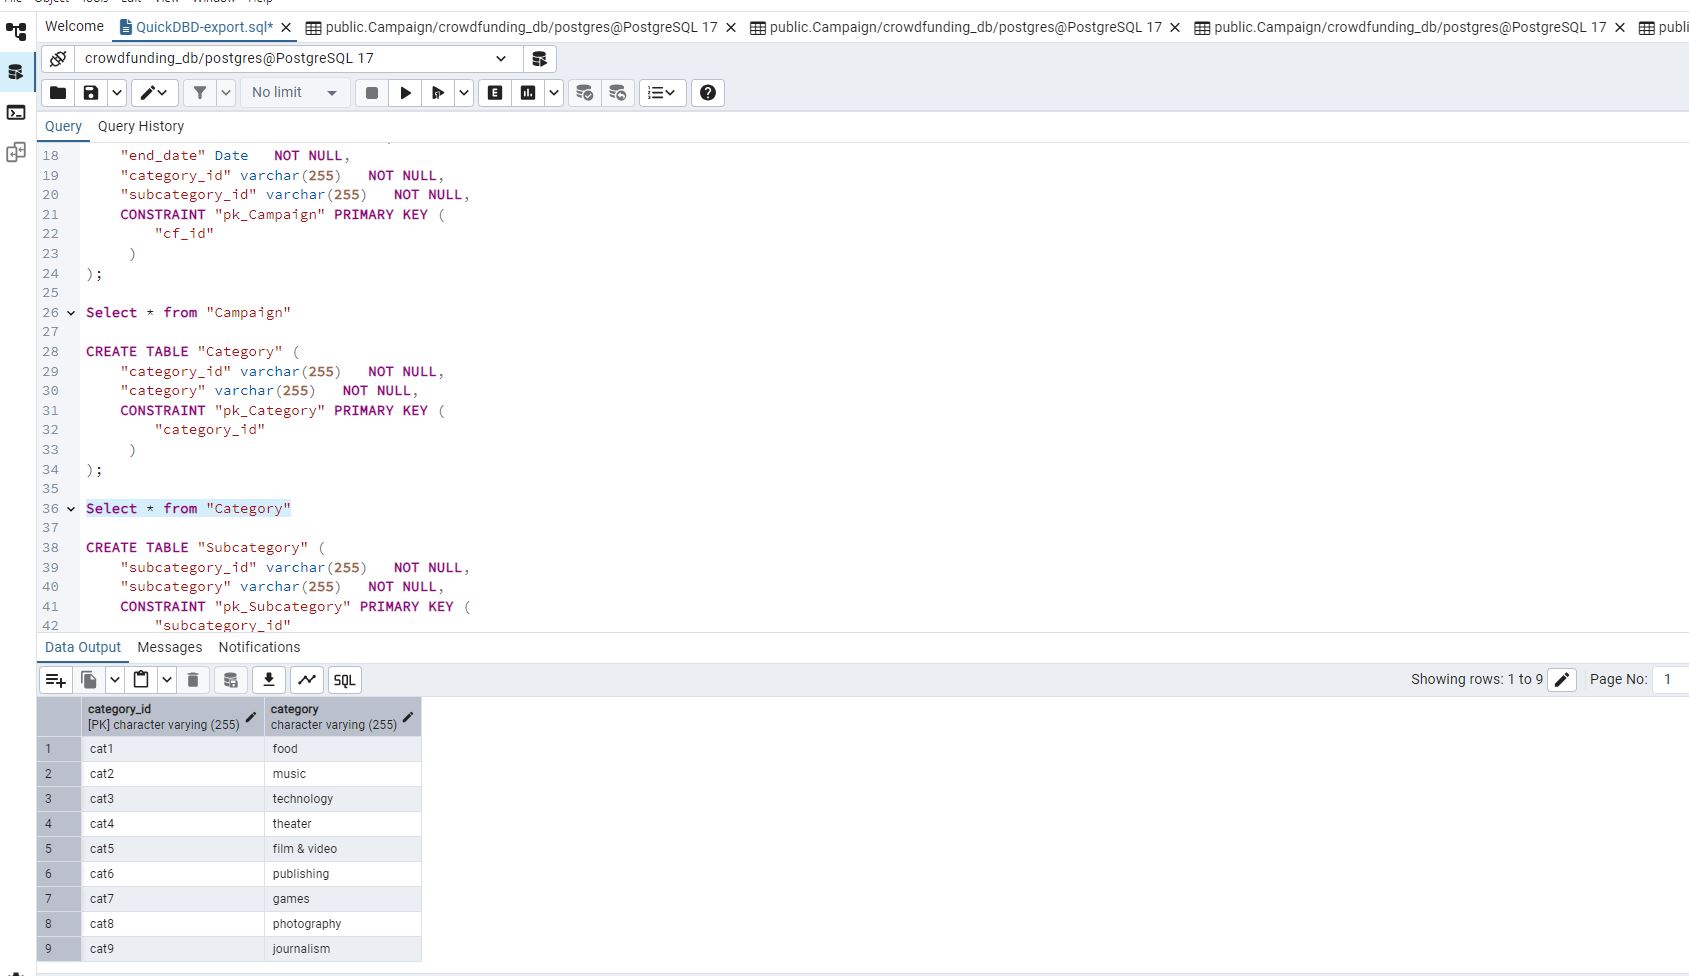 File Object Tools Edit View Window Help
Welcome QuickDBD-export.sql* public.Campaign/crowdfunding_db/postgres@PostgreSQL 17 public.Campaign/crowdfunding_db/postgres@PostgreSQL 17 public.Campaign/crowdfunding_db/postgres@PostgreSQL 17 publi
crowdfunding_db/postgres@PostgreSQL 17
No limit E
Query Query History
18 "end_date" Date NOT NULL,
19 "category_id" varchar(255) NOT NULL,
20 "subcategory_id" varchar(255) NOT NULL,
21 CONSTRAINT "pk_Campaign" PRIMARY KEY (
22 "cf_id"
23 )
24 );
25
26 Select * from "Campaign"
27
28 CREATE TABLE "Category" (
29 "category_id" varchar(255) NOT NULL,
30 "category" varchar(255) NOT NULL,
31 CONSTRAINT "pk_Category" PRIMARY KEY (
32 "category_id"
33 )
34 );
35
36 Select * from "Category"
37
38 CREATE TABLE "Subcategory" (
39 "subcategory_id" varchar(255) NOT NULL,
40 "subcategory" varchar(255) NOT NULL,
41 CONSTRAINT "pk_Subcategory" PRIMARY KEY (
42 "subcategory_id"
Data Output Messages Notifications
SQL Showing rows: 1 to 9 Page No: 1
category_id category
[PK] character varying (255) character varying (255)
1 cat1 food
2 cat2 music
3 cat3 technology
4 cat4 theater
5 cat5 film & video
6 cat6 publishing
7 cat7 games
8 cat8 photography
9 cat9 journalism